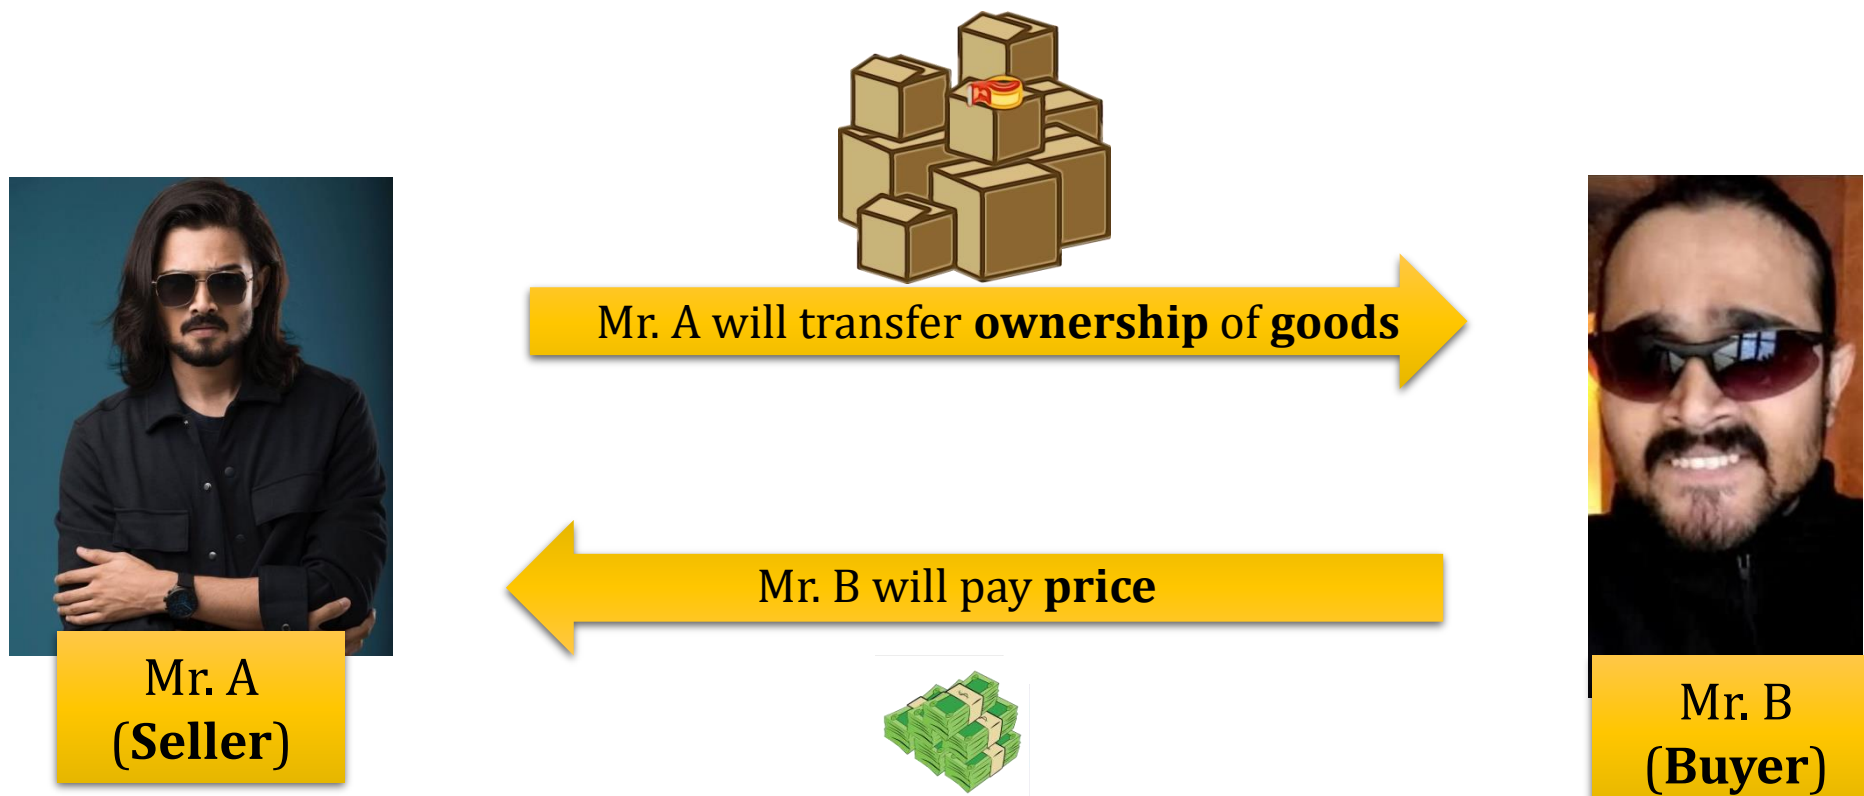 Mr. A will transfer ownership of goods
Mr. B will pay price
Mr. A
(Seller)
Mr. B
(Buyer)